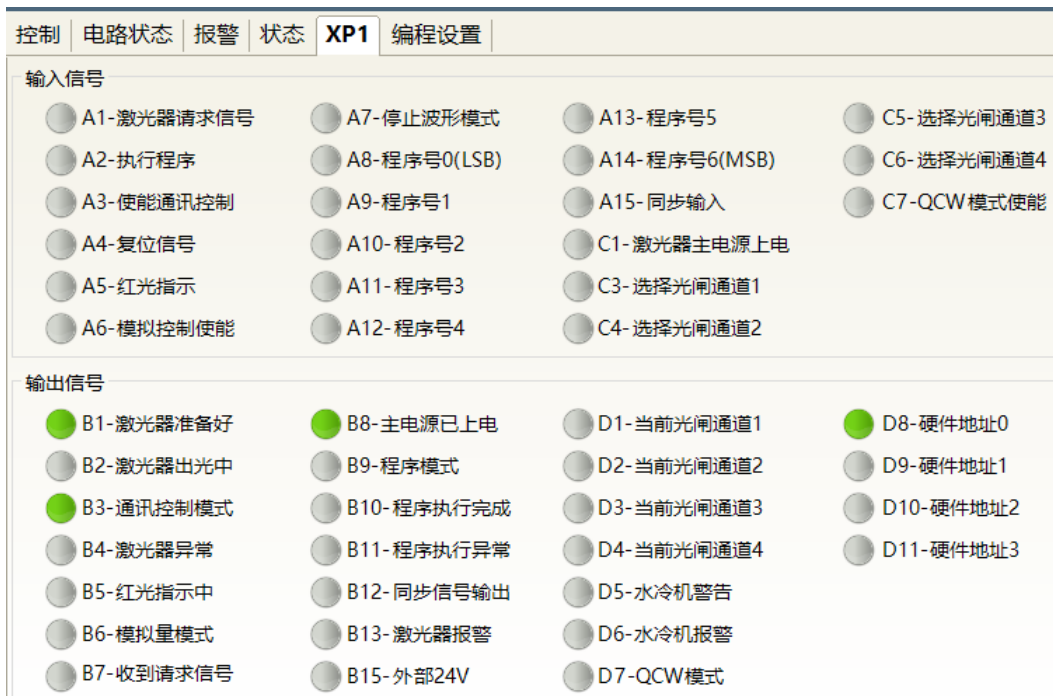 控制 电路状态 报警 状态 XP1 编程设置
输入信号
A1-激光器请求信号 A7-停止波形模式 A13-程序号5 C5-选择光闸通道3
A2-执行程序 A8-程序号0(LSB) A14-程序号6(MSB) C6-选择光闸通道4
A3-使能通讯控制 A9-程序号1 A15-同步输入 C7-QCW模式使能
A4-复位信号 A10-程序号2 C1-激光器主电源上电
A5-红光指示 A11-程序号3 C3-选择光闸通道1
A6-模拟控制使能 A12-程序号4 C4-选择光闸通道2
输出信号
B1-激光器准备好 B8-主电源已上电 D1-当前光闸通道1 D8-硬件地址0
B2-激光器出光中 B9-程序模式 D2-当前光闸通道2 D9-硬件地址1
B3-通讯控制模式 B10-程序执行完成 D3-当前光闸通道3 D10-硬件地址2
B4-激光器异常 B11-程序执行异常 D4-当前光闸通道4 D11-硬件地址3
B5-红光指示中 B12-同步信号输出 D5-水冷机警告
B6-模拟量模式 B13-激光器报警 D6-水冷机报警
B7-收到请求信号 B15-外部24V D7-QCW模式